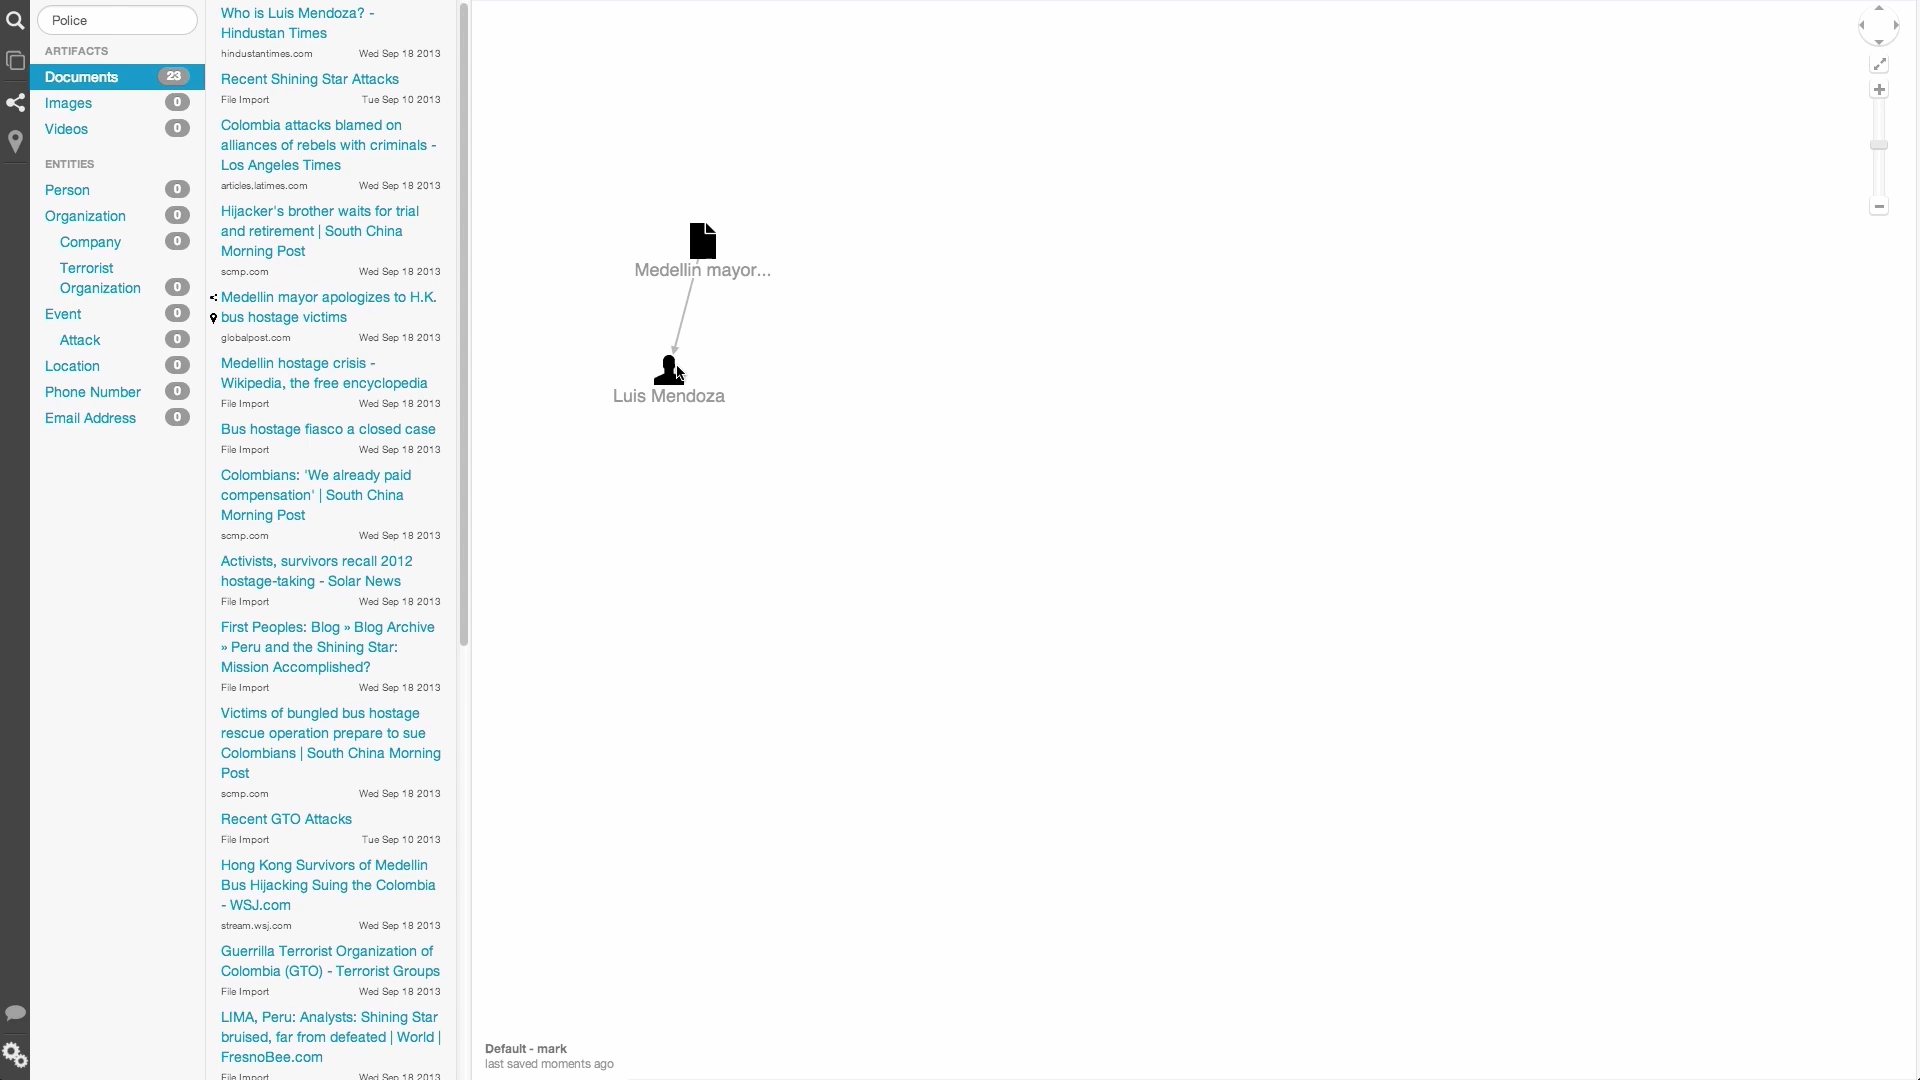 Police
ARTIFACTS
Documents 23
Images 0
Videos 0
ENTITIES
Person 0
Organization 0
Company 0
Terrorist
Organization 0
Event 0
Attack 0
Location 0
Phone Number 0
Email Address 0
Who is Luis Mendoza? -
Hindustan Times
hindustantimes.com Wed Sep 18 2013
Recent Shining Star Attacks
File Import Tue Sep 10 2013
Colombia attacks blamed on
alliances of rebels with criminals -
Los Angeles Times
articles.latimes.com Wed Sep 18 2013
Hijacker's brother waits for trial
and retirement | South China
Morning Post
scmp.com Wed Sep 18 2013
Medellin mayor apologizes to H.K.
bus hostage victims
globalpost.com Wed Sep 18 2013
Medellin hostage crisis -
Wikipedia, the free encyclopedia
File Import Wed Sep 18 2013
Bus hostage fiasco a closed case
File Import Wed Sep 18 2013
Colombians: 'We already paid
compensation' | South China
Morning Post
scmp.com Wed Sep 18 2013
Activists, survivors recall 2012
hostage-taking - Solar News
File Import Wed Sep 18 2013
First Peoples: Blog » Blog Archive
» Peru and the Shining Star:
Mission Accomplished?
File Import Wed Sep 18 2013
Victims of bungled bus hostage
rescue operation prepare to sue
Colombians | South China Morning
Post
scmp.com Wed Sep 18 2013
Recent GTO Attacks
File Import Tue Sep 10 2013
Hong Kong Survivors of Medellin
Bus Hijacking Suing the Colombia
- WSJ.com
stream.wsj.com Wed Sep 18 2013
Guerrilla Terrorist Organization of
Colombia (GTO) - Terrorist Groups
File Import Wed Sep 18 2013
LIMA, Peru: Analysts: Shining Star
bruised, far from defeated | World |
FresnoBee.com
File Import Wed Sep 18 2013
Medellin mayor...
Luis Mendoza
Default - mark
last saved moments ago